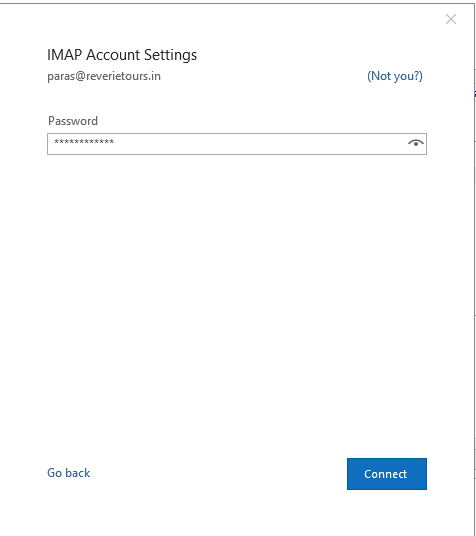 IMAP Account Settings
paras@reverietours.in (Not you?)
Password
************
Go back Connect